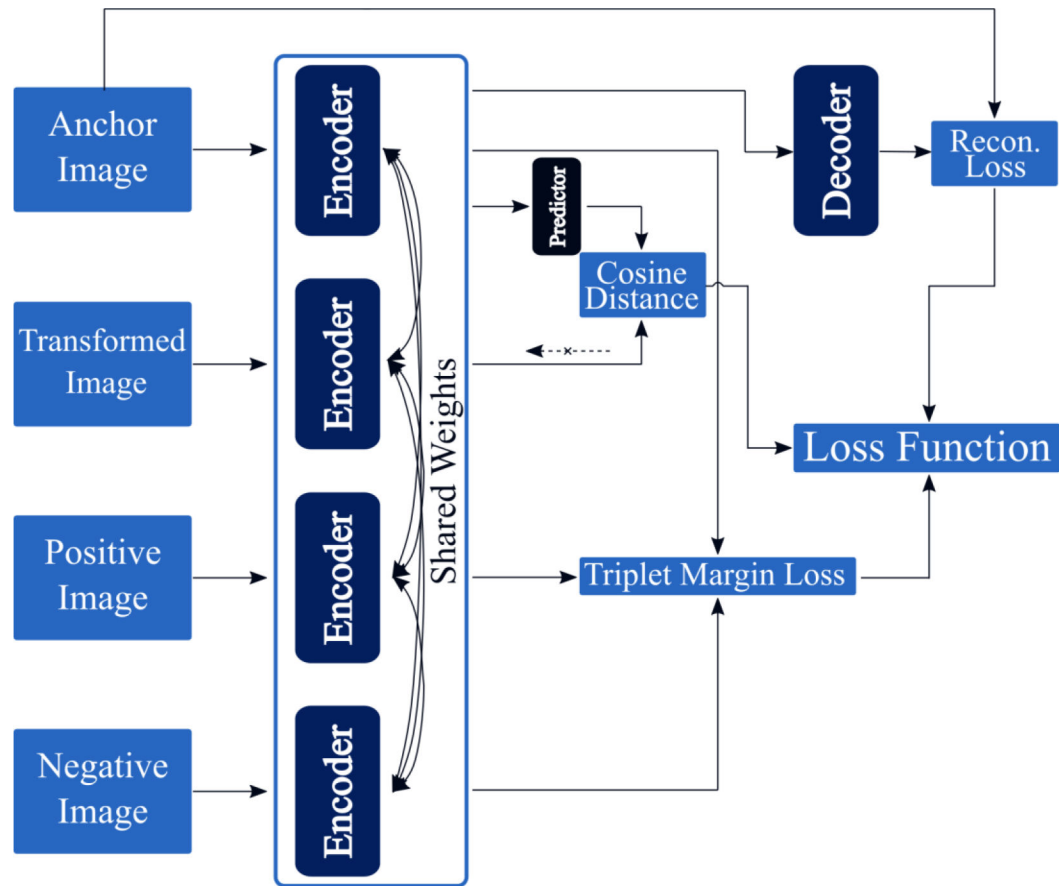 Anchor
Image
Encoder
Decoder
Recon.
Loss
Predictor
Cosine
Distance
Transformed
Image
Encoder
Shared Weights
Loss Function
Positive
Image
Encoder
Triplet Margin Loss
Negative
Image
Encoder